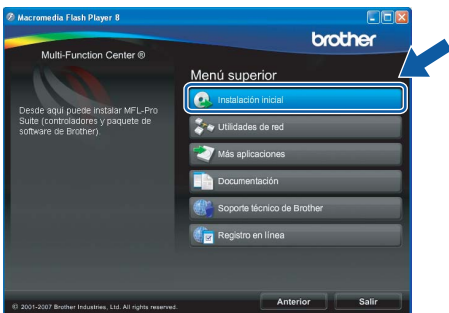 Macromedia Flash Player 8
brother
Multi-Function Center ®
Menú superior
Desde aquí puede instalar MFL-Pro
Suite (controladores y paquete de
software de Brother).
Instalación inicial
Utilidades de red
Más aplicaciones
Documentación
Soporte técnico de Brother
Registro en línea
© 2001-2007 Brother Industries, Ltd. All rights reserved.
Anterior
Salir